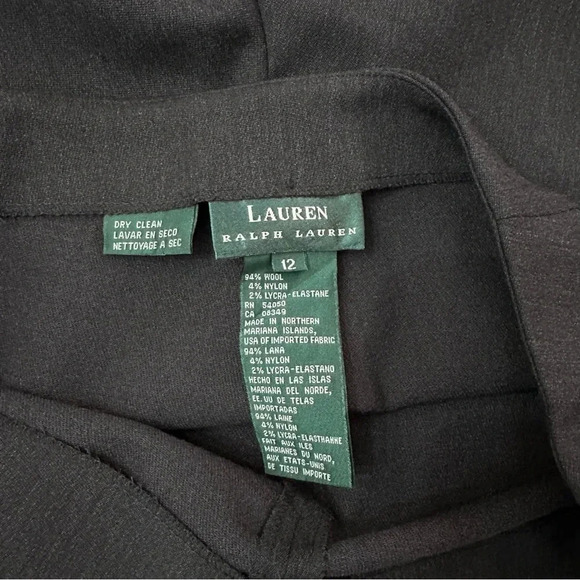 DRY CLEAN
LAVAR EN SECO
NETTOYAGE A SEC
LAUREN
RALPH LAUREN
12
94% WOOL
4% NYLON
2% LYCRA-ELASTANE
RN 54050
CA 08349
MADE IN NORTHERN
MARIANA ISLANDS,
USA OF IMPORTED FABRIC
94% LANA
4% NYLON
2% LYCRA-ELASTANO
HECHO EN LAS ISLAS
MARIANA DEL NORDE,
EE.UU DE TELAS
IMPORTADAS
94% LAINE
4% NYLON
2% LYCRA-ELASTHANNE
FAIT AUX ILES
MARIANES DU NORD,
AUX ETATS-UNIS
DE TISSU IMPORTE